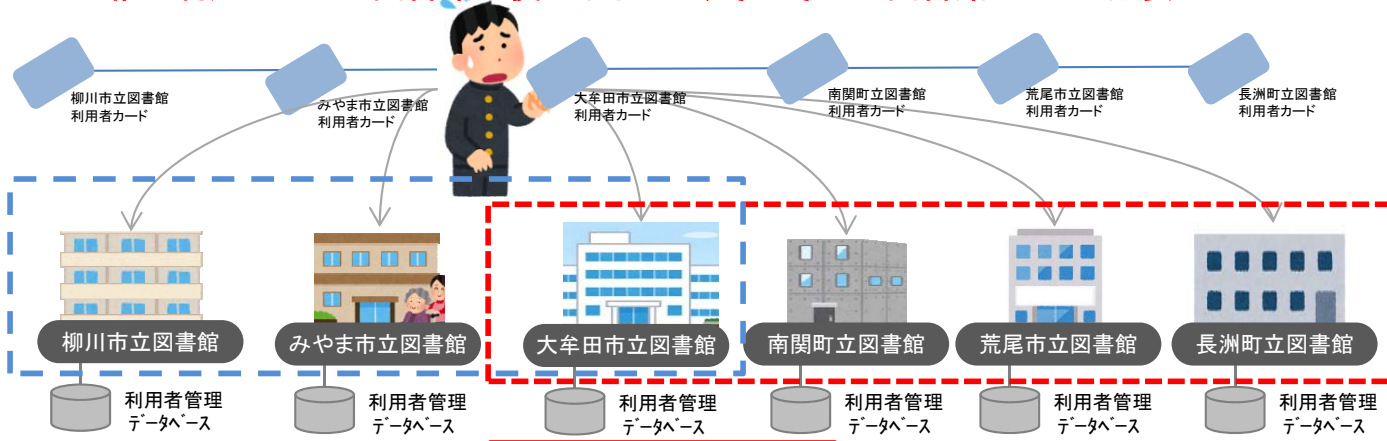 柳川市立図書館
利用者カード
みやま市立図書館
利用者カード
大牟田市立図書館
利用者カード
南関町立図書館
利用者カード
荒尾市立図書館
利用者カード
長洲町立図書館
利用者カード
柳川市立図書館
みやま市立図書館
大牟田市立図書館
南関町立図書館
荒尾市立図書館
長洲町立図書館
利用者管理
ﾃﾞｰﾀﾍﾞｰｽ
利用者管理
ﾃﾞｰﾀﾍﾞｰｽ
利用者管理
ﾃﾞｰﾀﾍﾞｰｽ
利用者管理
ﾃﾞｰﾀﾍﾞｰｽ
利用者管理
ﾃﾞｰﾀﾍﾞｰｽ
利用者管理
ﾃﾞｰﾀﾍﾞｰｽ